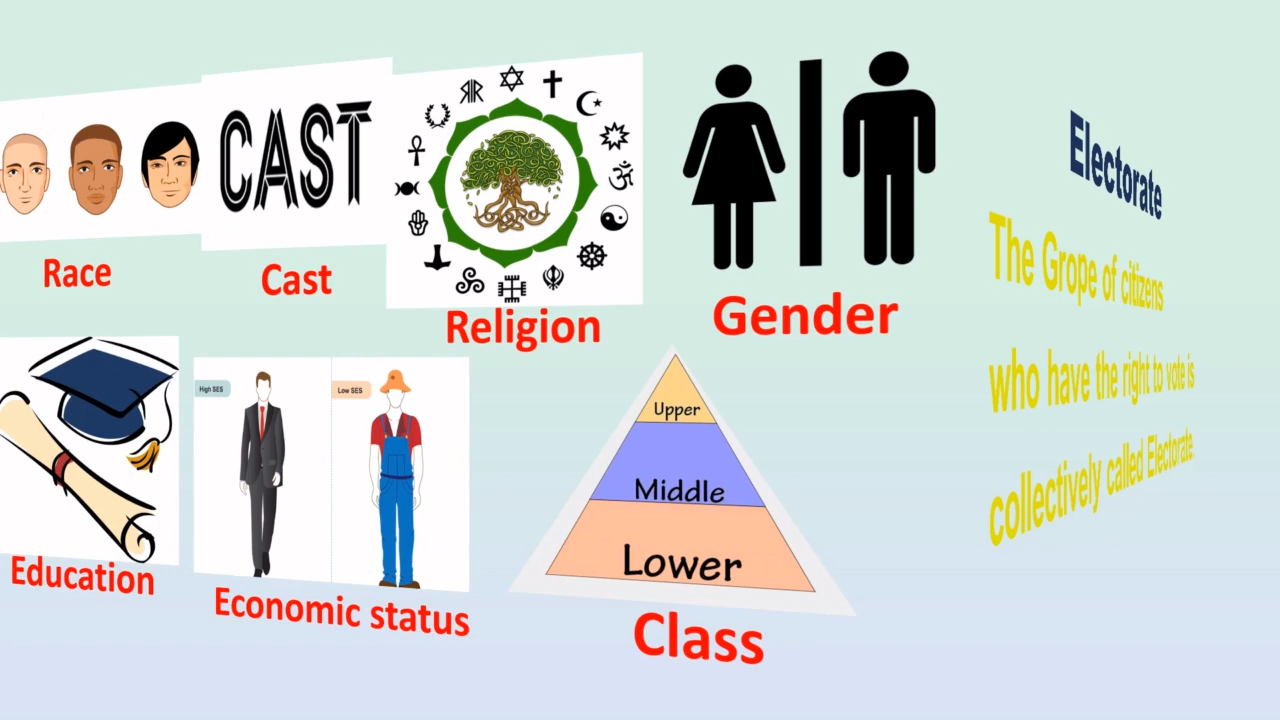 CAST
Race
Cast
Religion
Gender
High SES
Low SES
Education
Economic status
Upper
Middle
Lower
Class
Electorate
The Grope of citizens
who have the right to vote is
collectively called Electorate.